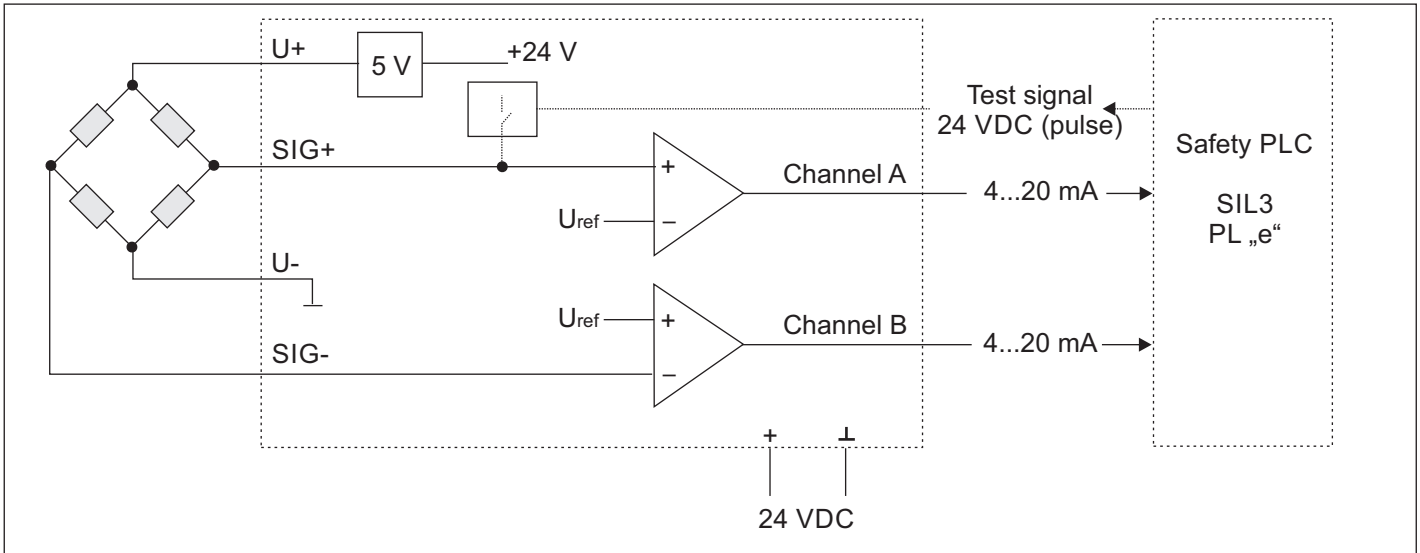 U+
5 V
+24 V
Test signal
24 VDC (pulse)
Safety PLC
SIL3
PL „e“
SIG+
+
Channel A
4...20 mA
Uref
–
U-
Uref
+
Channel B
4...20 mA
SIG-
–
+ ⊥
24 VDC